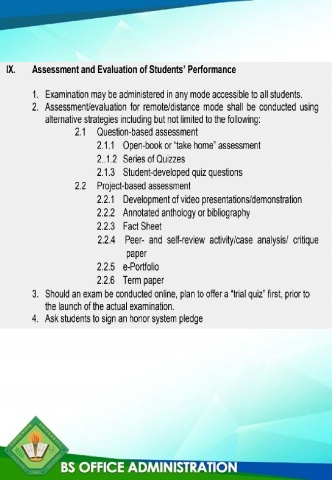 IX. Assessment and Evaluation of Students' Performance
1. Examination may be administered in any mode accessible to all students.
2. Assessment/evaluation for remote/distance mode shall be conducted using
alternative strategies including but not limited to the following:
2.1 Question-based assessment
2.1.1 Open-book or "take home" assessment
2..1.2 Series of Quizzes
2.1.3 Student-developed quiz questions
2.2 Project-based assessment
2.2.1 Development of video presentations/demonstration
2.2.2 Annotated anthology or bibliography
2.2.3 Fact Sheet
2.2.4 Peer- and self-review activity/case analysis/ critique
paper
2.2.5 e-Portfolio
2.2.6 Term paper
3. Should an exam be conducted online, plan to offer a "trial quiz" first, prior to
the launch of the actual examination.
4. Ask students to sign an honor system pledge
BS OFFICE ADMINISTRATION